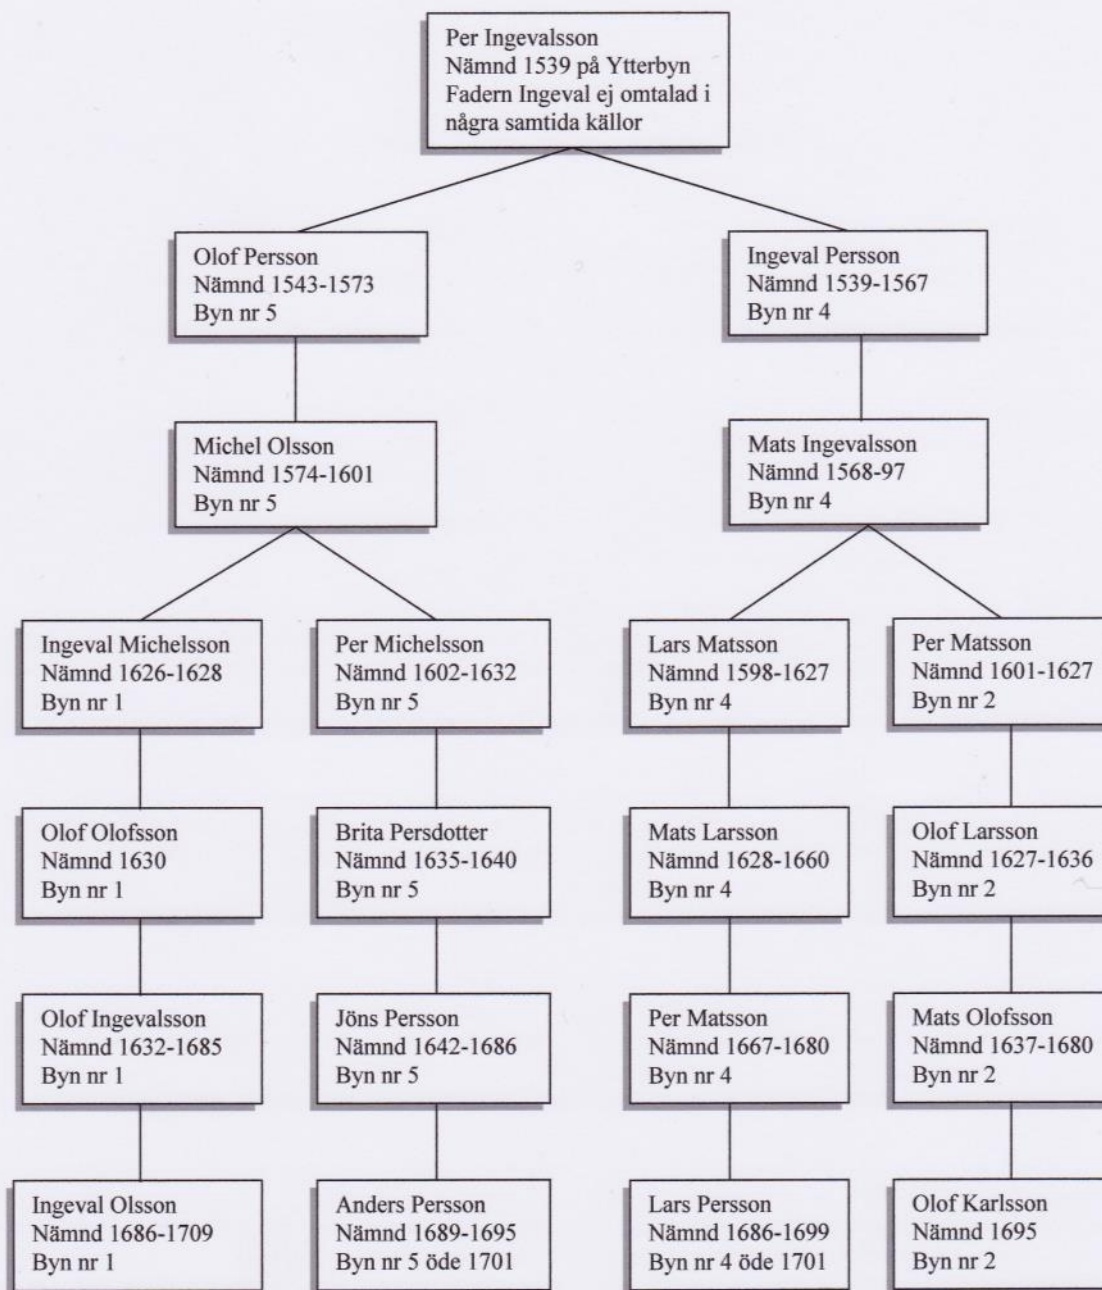 Per Ingevalsson
Nämnd 1539 på Ytterbyn
Fadern Ingeval ej omtalad i
några samtida källor
Olof Persson
Nämnd 1543-1573
Byn nr 5
Ingeval Persson
Nämnd 1539-1567
Byn nr 4
Michel Olsson
Nämnd 1574-1601
Byn nr 5
Mats Ingevalsson
Nämnd 1568-97
Byn nr 4
Ingeval Michelsson
Nämnd 1626-1628
Byn nr 1
Per Michelsson
Nämnd 1602-1632
Byn nr 5
Lars Matsson
Nämnd 1598-1627
Byn nr 4
Per Matsson
Nämnd 1601-1627
Byn nr 2
Olof Olofsson
Nämnd 1630
Byn nr 1
Brita Persdotter
Nämnd 1635-1640
Byn nr 5
Mats Larsson
Nämnd 1628-1660
Byn nr 4
Olof Larsson
Nämnd 1627-1636
Byn nr 2
Olof Ingevalsson
Nämnd 1632-1685
Byn nr 1
Jöns Persson
Nämnd 1642-1686
Byn nr 5
Per Matsson
Nämnd 1667-1680
Byn nr 4
Mats Olofsson
Nämnd 1637-1680
Byn nr 2
Ingeval Olsson
Nämnd 1686-1709
Byn nr 1
Anders Persson
Nämnd 1689-1695
Byn nr 5 öde 1701
Lars Persson
Nämnd 1686-1699
Byn nr 4 öde 1701
Olof Karlsson
Nämnd 1695
Byn nr 2